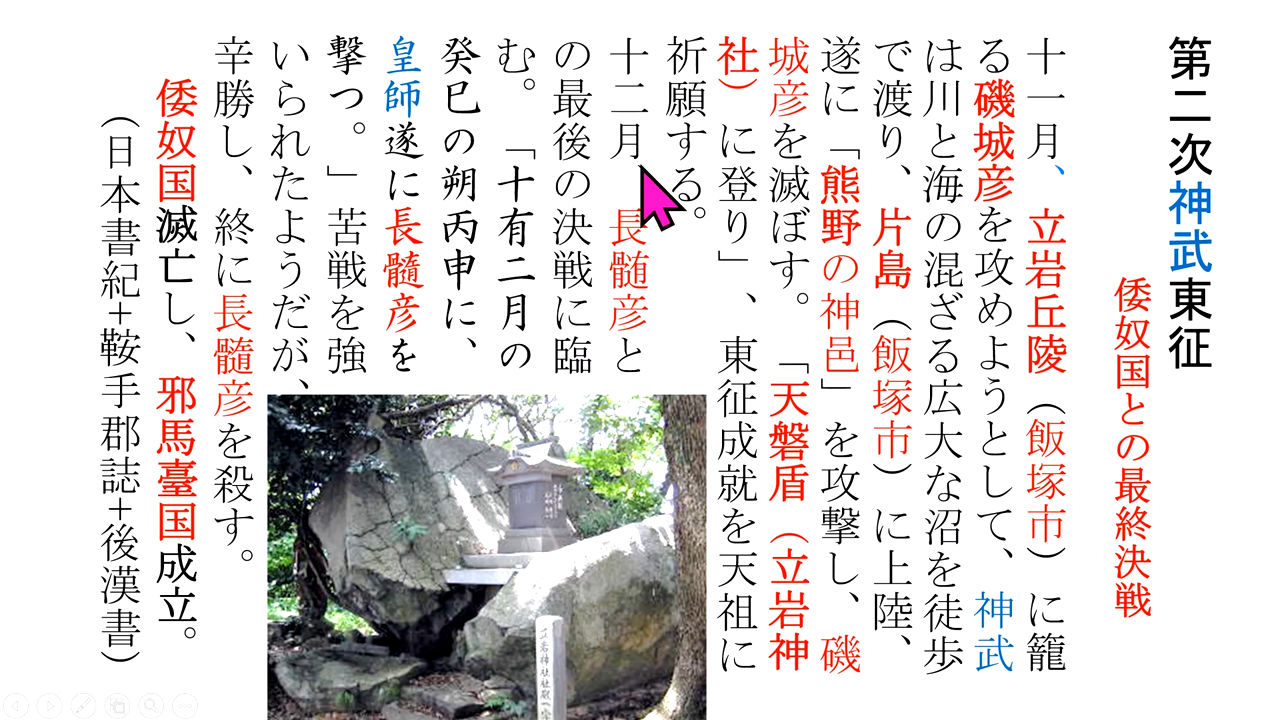 第二次神武東征
倭奴国との最終決戦
十一月、立岩丘陵（飯塚市）に籠
る磯城彦を攻めようとして、神武
は川と海の混ざる広大な沼を徒歩
で渡り、片島（飯塚市）に上陸、
遂に「熊野の神邑」を攻撃し、磯
城彦を滅ぼす。「天磐盾（立岩神
社）に登り」、東征成就を天祖に
祈願する。
十二月、長髄彦と
の最後の決戦に臨
む。「十有二月の
癸巳の朔丙申に、
皇師遂に長髓彦を
撃つ。」苦戦を強
いられたようだが、
辛勝し、終に長髓彦を殺す。
倭奴国滅亡し、邪馬臺国成立。
（日本書紀+鞍手郡誌+後漢書）